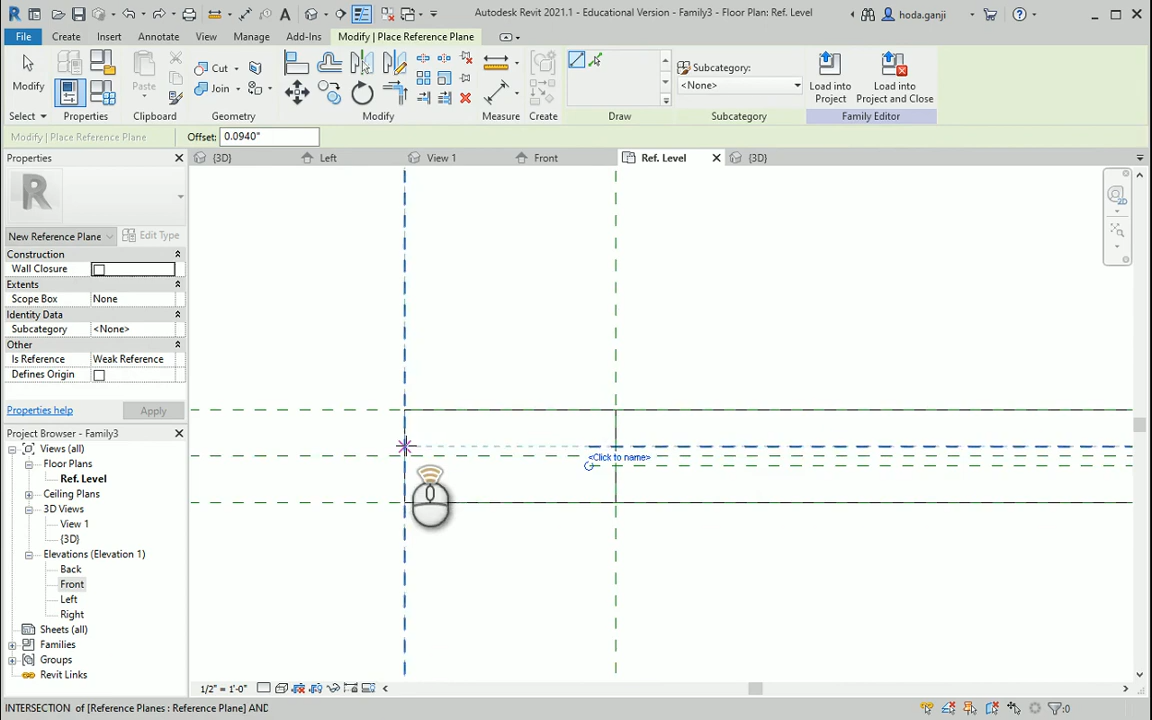 Autodesk Revit 2021.1 - Educational Version - Family3 - Floor Plan: Ref. Level
hoda.ganji
File Create Insert Annotate View Manage Add-Ins Modify | Place Reference Plane
Modify
Paste
Cut
Join
Load into Project
Load into Project and Close
Subcategory:
<None>
Select Properties Clipboard Geometry Modify Measure Create Draw Subcategory Family Editor
Modify | Place Reference Plane Offset: 0.0940"
Properties
{3D} Left View 1 Front Ref. Level {3D}
New Reference Plane Edit Type
Construction
Wall Closure
Extents
Scope Box None
Identity Data
Subcategory <None>
Other
Is Reference Weak Reference
Defines Origin
Properties help Apply
Project Browser - Family3
Views (all)
Floor Plans
Ref. Level
Ceiling Plans
3D Views
View 1
{3D}
Elevations (Elevation 1)
Back
Front
Left
Right
Sheets (all)
Families
Groups
Revit Links
<Click to name>
2D
1/2" = 1'-0"
INTERSECTION of [Reference Planes : Reference Plane] AND
:0